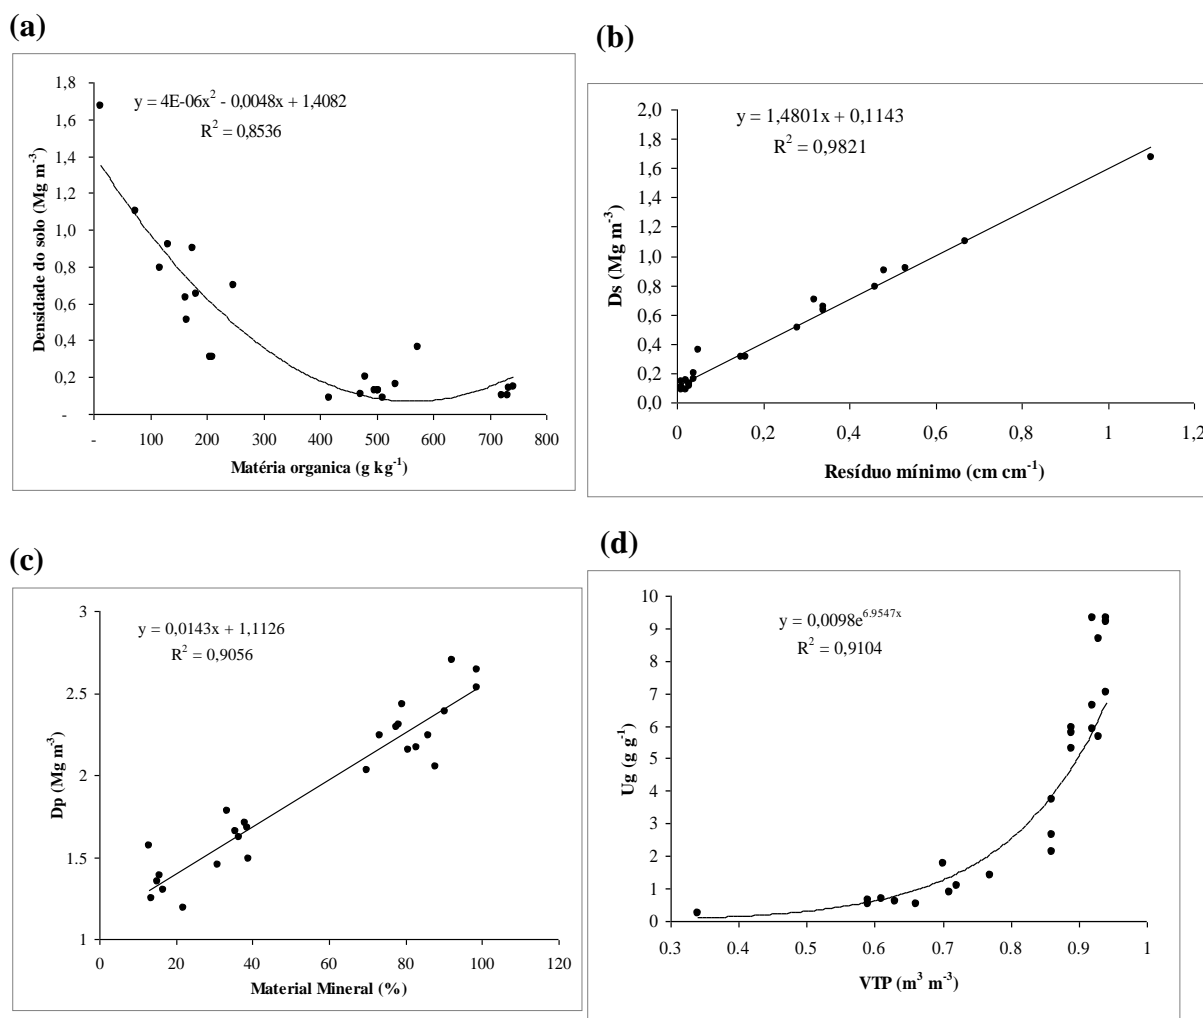 (a)
y = 4E-06x² - 0,0048x + 1,4082
R² = 0,8536
Densidade do solo (Mg m⁻³)
1,8
1,6
1,4
1,2
1,0
0,8
0,6
0,4
0,2
-
- 100 200 300 400 500 600 700 800
Matéria organica (g kg⁻¹)
(b)
y = 1,4801x + 0,1143
R² = 0,9821
Ds (Mg m⁻³)
2,0
1,8
1,6
1,4
1,2
1,0
0,8
0,6
0,4
0,2
0,0
0 0,2 0,4 0,6 0,8 1 1,2
Resíduo mínimo (cm cm⁻¹)
(c)
y = 0,0143x + 1,1126
R² = 0,9056
Dp (Mg m⁻³)
3
2.5
2
1.5
1
0 20 40 60 80 100 120
Material Mineral (%)
(d)
y = 0,0098e⁶·⁹⁵⁴⁷ˣ
R² = 0,9104
Ug (g g⁻¹)
10
9
8
7
6
5
4
3
2
1
0
0.3 0.4 0.5 0.6 0.7 0.8 0.9 1
VTP (m³ m⁻³)